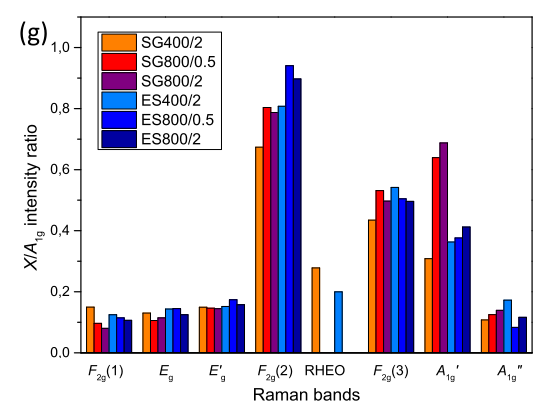 (g)
SG400/2
SG800/0.5
SG800/2
ES400/2
ES800/0.5
ES800/2
1,0
0,8
0,6
0,4
0,2
0,0
X/A1g intensity ratio
F2g(1) Eg E'g F2g(2) RHEO F2g(3) A1g' A1g″
Raman bands